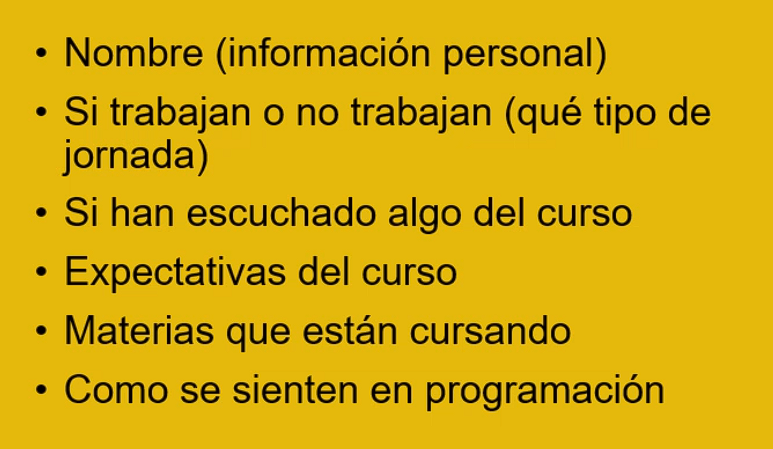 • Nombre (información personal)
• Si trabajan o no trabajan (qué tipo de
jornada)
• Si han escuchado algo del curso
• Expectativas del curso
• Materias que están cursando
• Como se sienten en programación